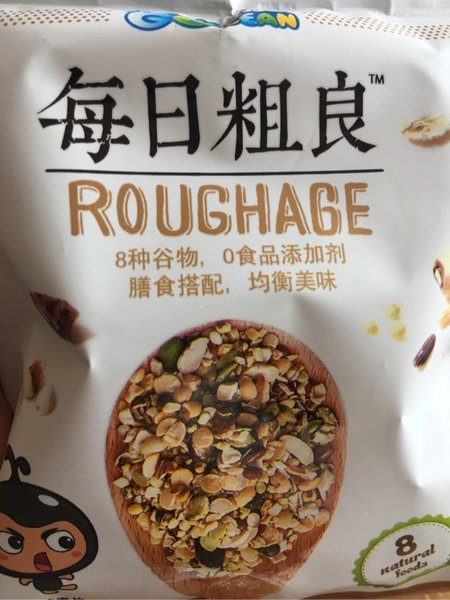 每日粗良™
ROUGHAGE
8种谷物，0食品添加剂
膳食搭配，均衡美味
8
natural
foods